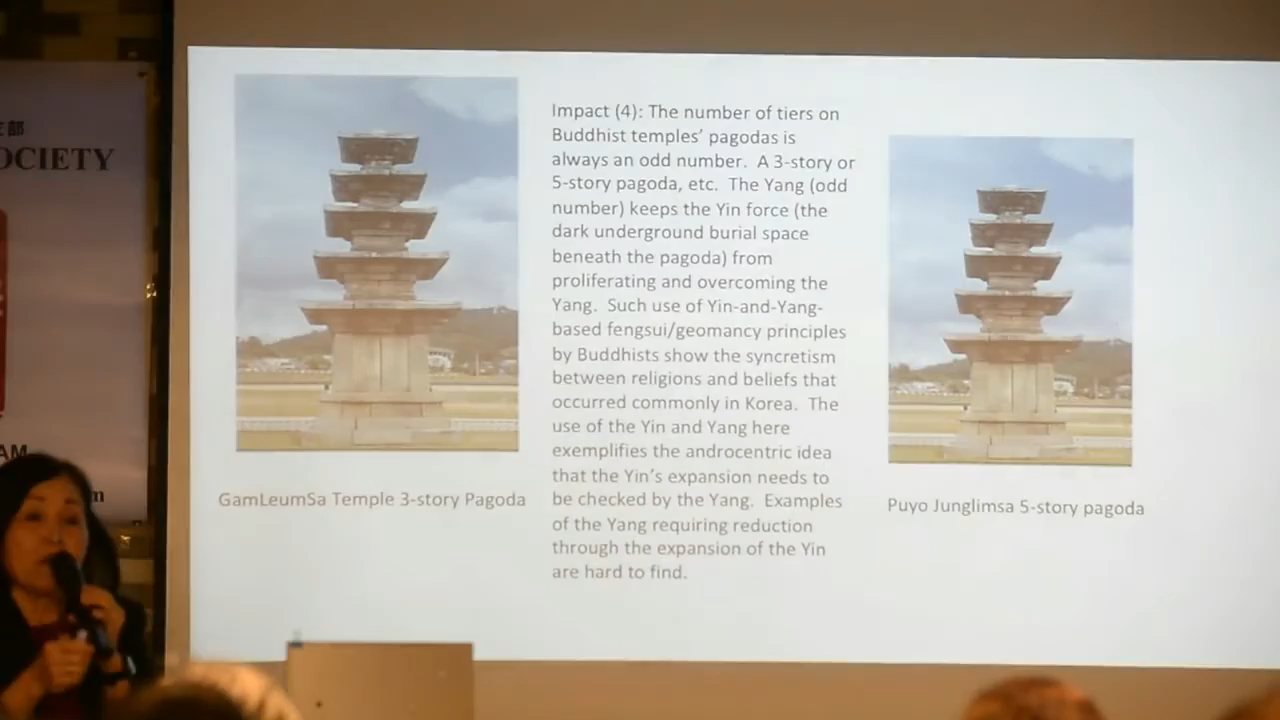 OCIETY
AM
m
Impact (4): The number of tiers on
Buddhist temples’ pagodas is
always an odd number. A 3-story or
5-story pagoda, etc. The Yang (odd
number) keeps the Yin force (the
dark underground burial space
beneath the pagoda) from
proliferating and overcoming the
Yang. Such use of Yin-and-Yang-
based fengsui/geomancy principles
by Buddhists show the syncretism
between religions and beliefs that
occurred commonly in Korea. The
use of the Yin and Yang here
exemplifies the androcentric idea
that the Yin’s expansion needs to
be checked by the Yang. Examples
of the Yang requiring reduction
through the expansion of the Yin
are hard to find.
GamLeumSa Temple 3-story Pagoda
Puyo Junglimsa 5-story pagoda